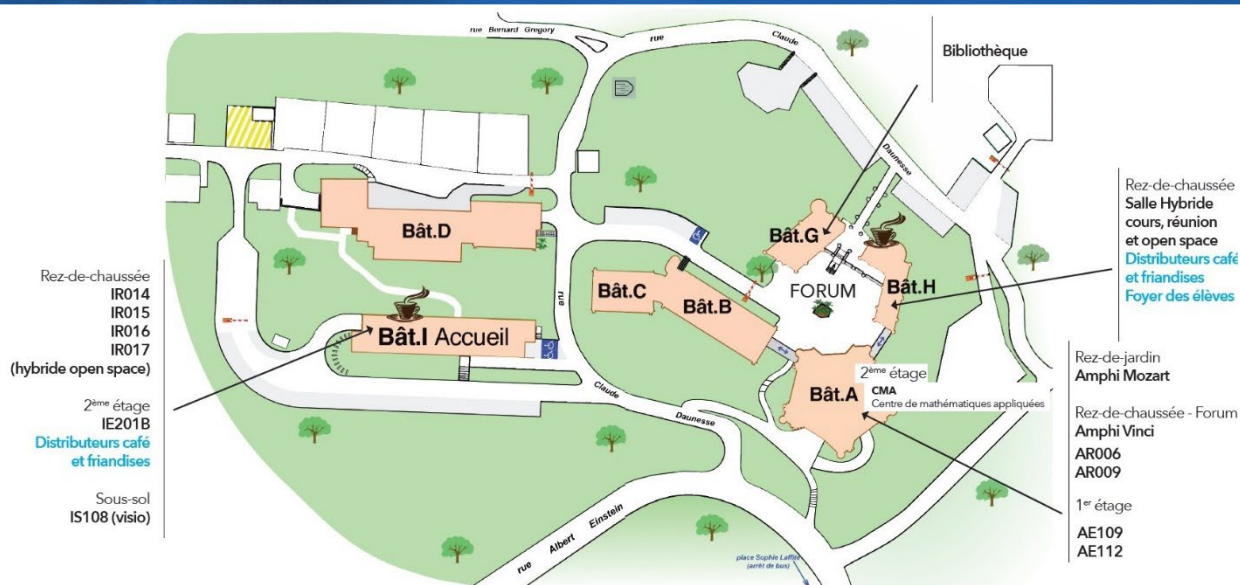 rue Bernard Gregory
rue
Claude
Daunesse
Bibliothèque
Bât.D
Bât.G
Bât.H
Bât.C
Bât.B
FORUM
Bât.I Accueil
rue
Claude
Daunesse
Bât.A
2ème étage
CMA
Centre de mathématiques appliquées
rue Albert Einstein
place Sophie Laffite
(arrêt de bus)
Rez-de-chaussée
IR014
IR015
IR016
IR017
(hybride open space)
2ème étage
IE201B
Distributeurs café
et friandises
Sous-sol
IS108 (visio)
Rez-de-chaussée
Salle Hybride
cours, réunion
et open space
Distributeurs café
et friandises
Foyer des élèves
Rez-de-jardin
Amphi Mozart
Rez-de-chaussée - Forum
Amphi Vinci
AR006
AR009
1er étage
AE109
AE112